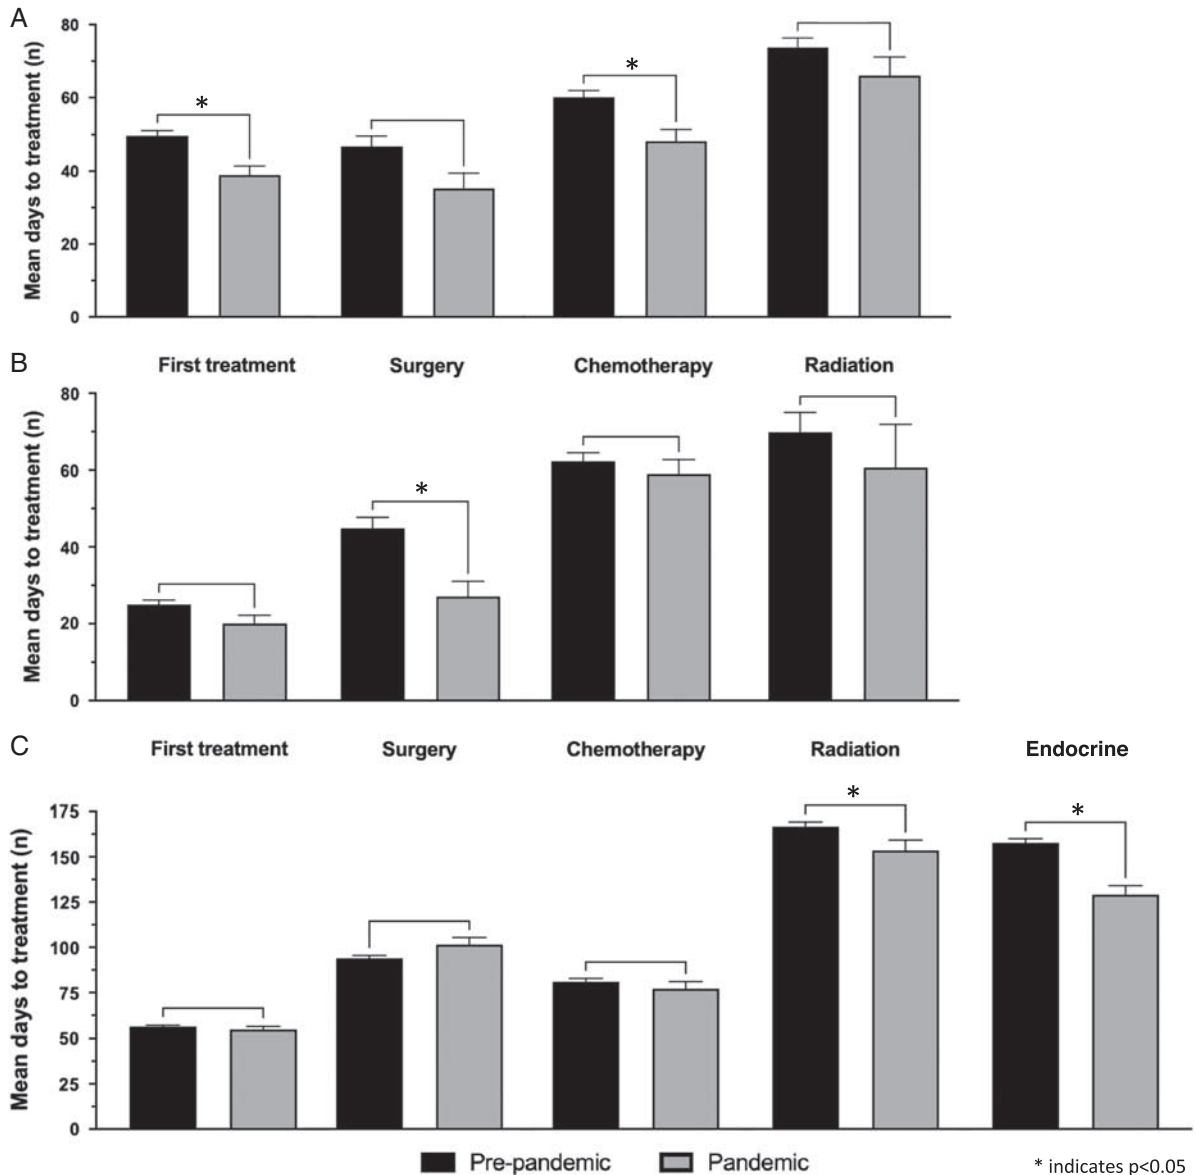 A
Mean days to treatment (n)
80
60
40
20
0
*
*
First treatment Surgery Chemotherapy Radiation
B
Mean days to treatment (n)
80
60
40
20
0
*
First treatment Surgery Chemotherapy Radiation Endocrine
C
Mean days to treatment (n)
175
150
125
100
75
50
25
0
*
*
Pre-pandemic Pandemic
* indicates p<0.05